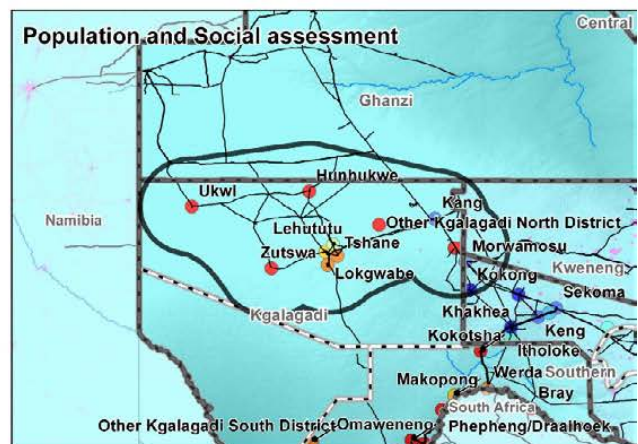 Population and Social assessment
Central
Ghanzi
Hunhukwe
Ukwi
Kang
Namibia
Lehututu
Other Kgalagadi North District
Zutswa
Tshane
Morwamosu
Lokgwabe
Kokong
Kweneng
Sekoma
Kgalagadi
Khakhea
Keng
Kokotsha
Itholoke
Werda
Southern
Makopong
Bray
South Africa
Other Kgalagadi South District
Omaweneno
Phepheng/Draaihoek